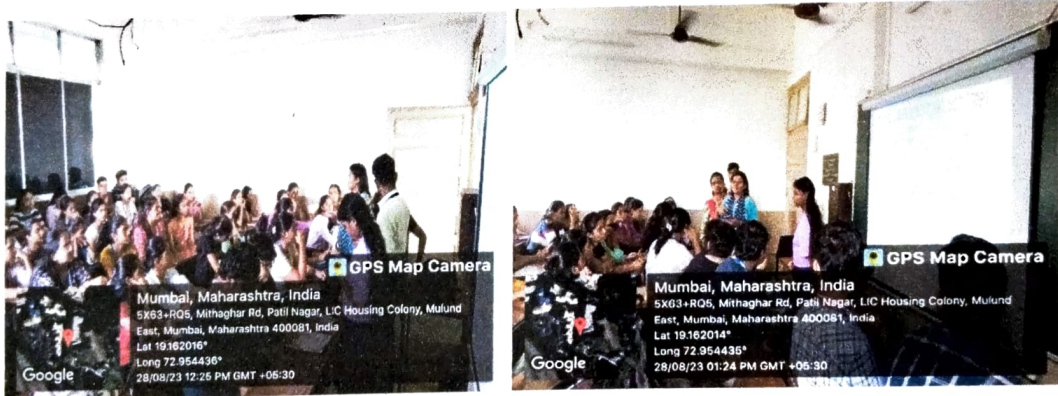 GPS Map Camera
Mumbai, Maharashtra, India
5X63+RQ5, Mithaghar Rd, Patil Nagar, LIC Housing Colony, Mulund
East, Mumbai, Maharashtra 400081, India
Lat 19.162016°
Long 72.954436°
28/08/23 12:25 PM GMT +05:30
Google
GPS Map Camera
Mumbai, Maharashtra, India
5X63+RQ5, Mithaghar Rd, Patil Nagar, LIC Housing Colony, Mulund
East, Mumbai, Maharashtra 400081, India
Lat 19.162014°
Long 72.954435°
28/08/23 01:24 PM GMT +05:30
Google